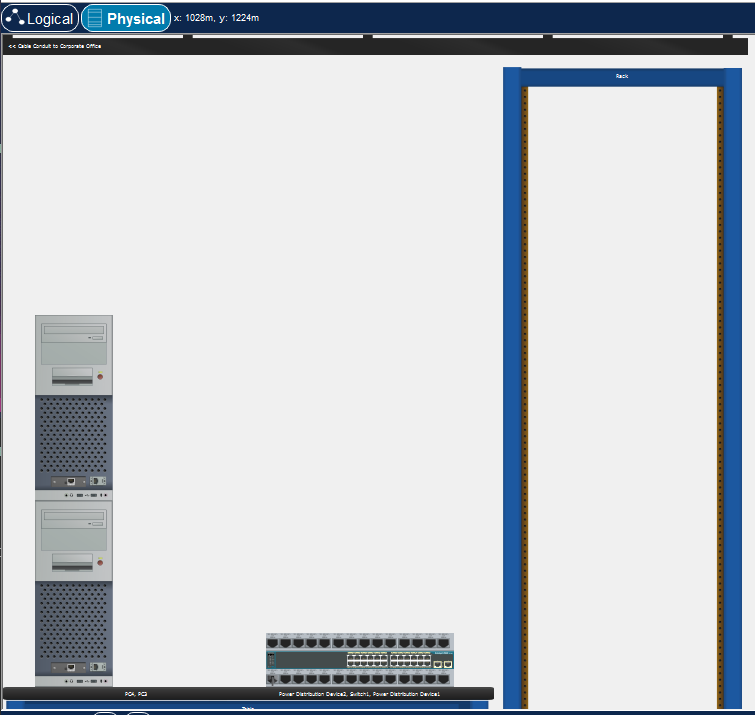 Logical
Physical
x: 1028m, y: 1224m
<< Cable Conduit to Corporate Office
Rack
PC4, PC3
Power Distribution Device2, Switch1, Power Distribution Device1
Table